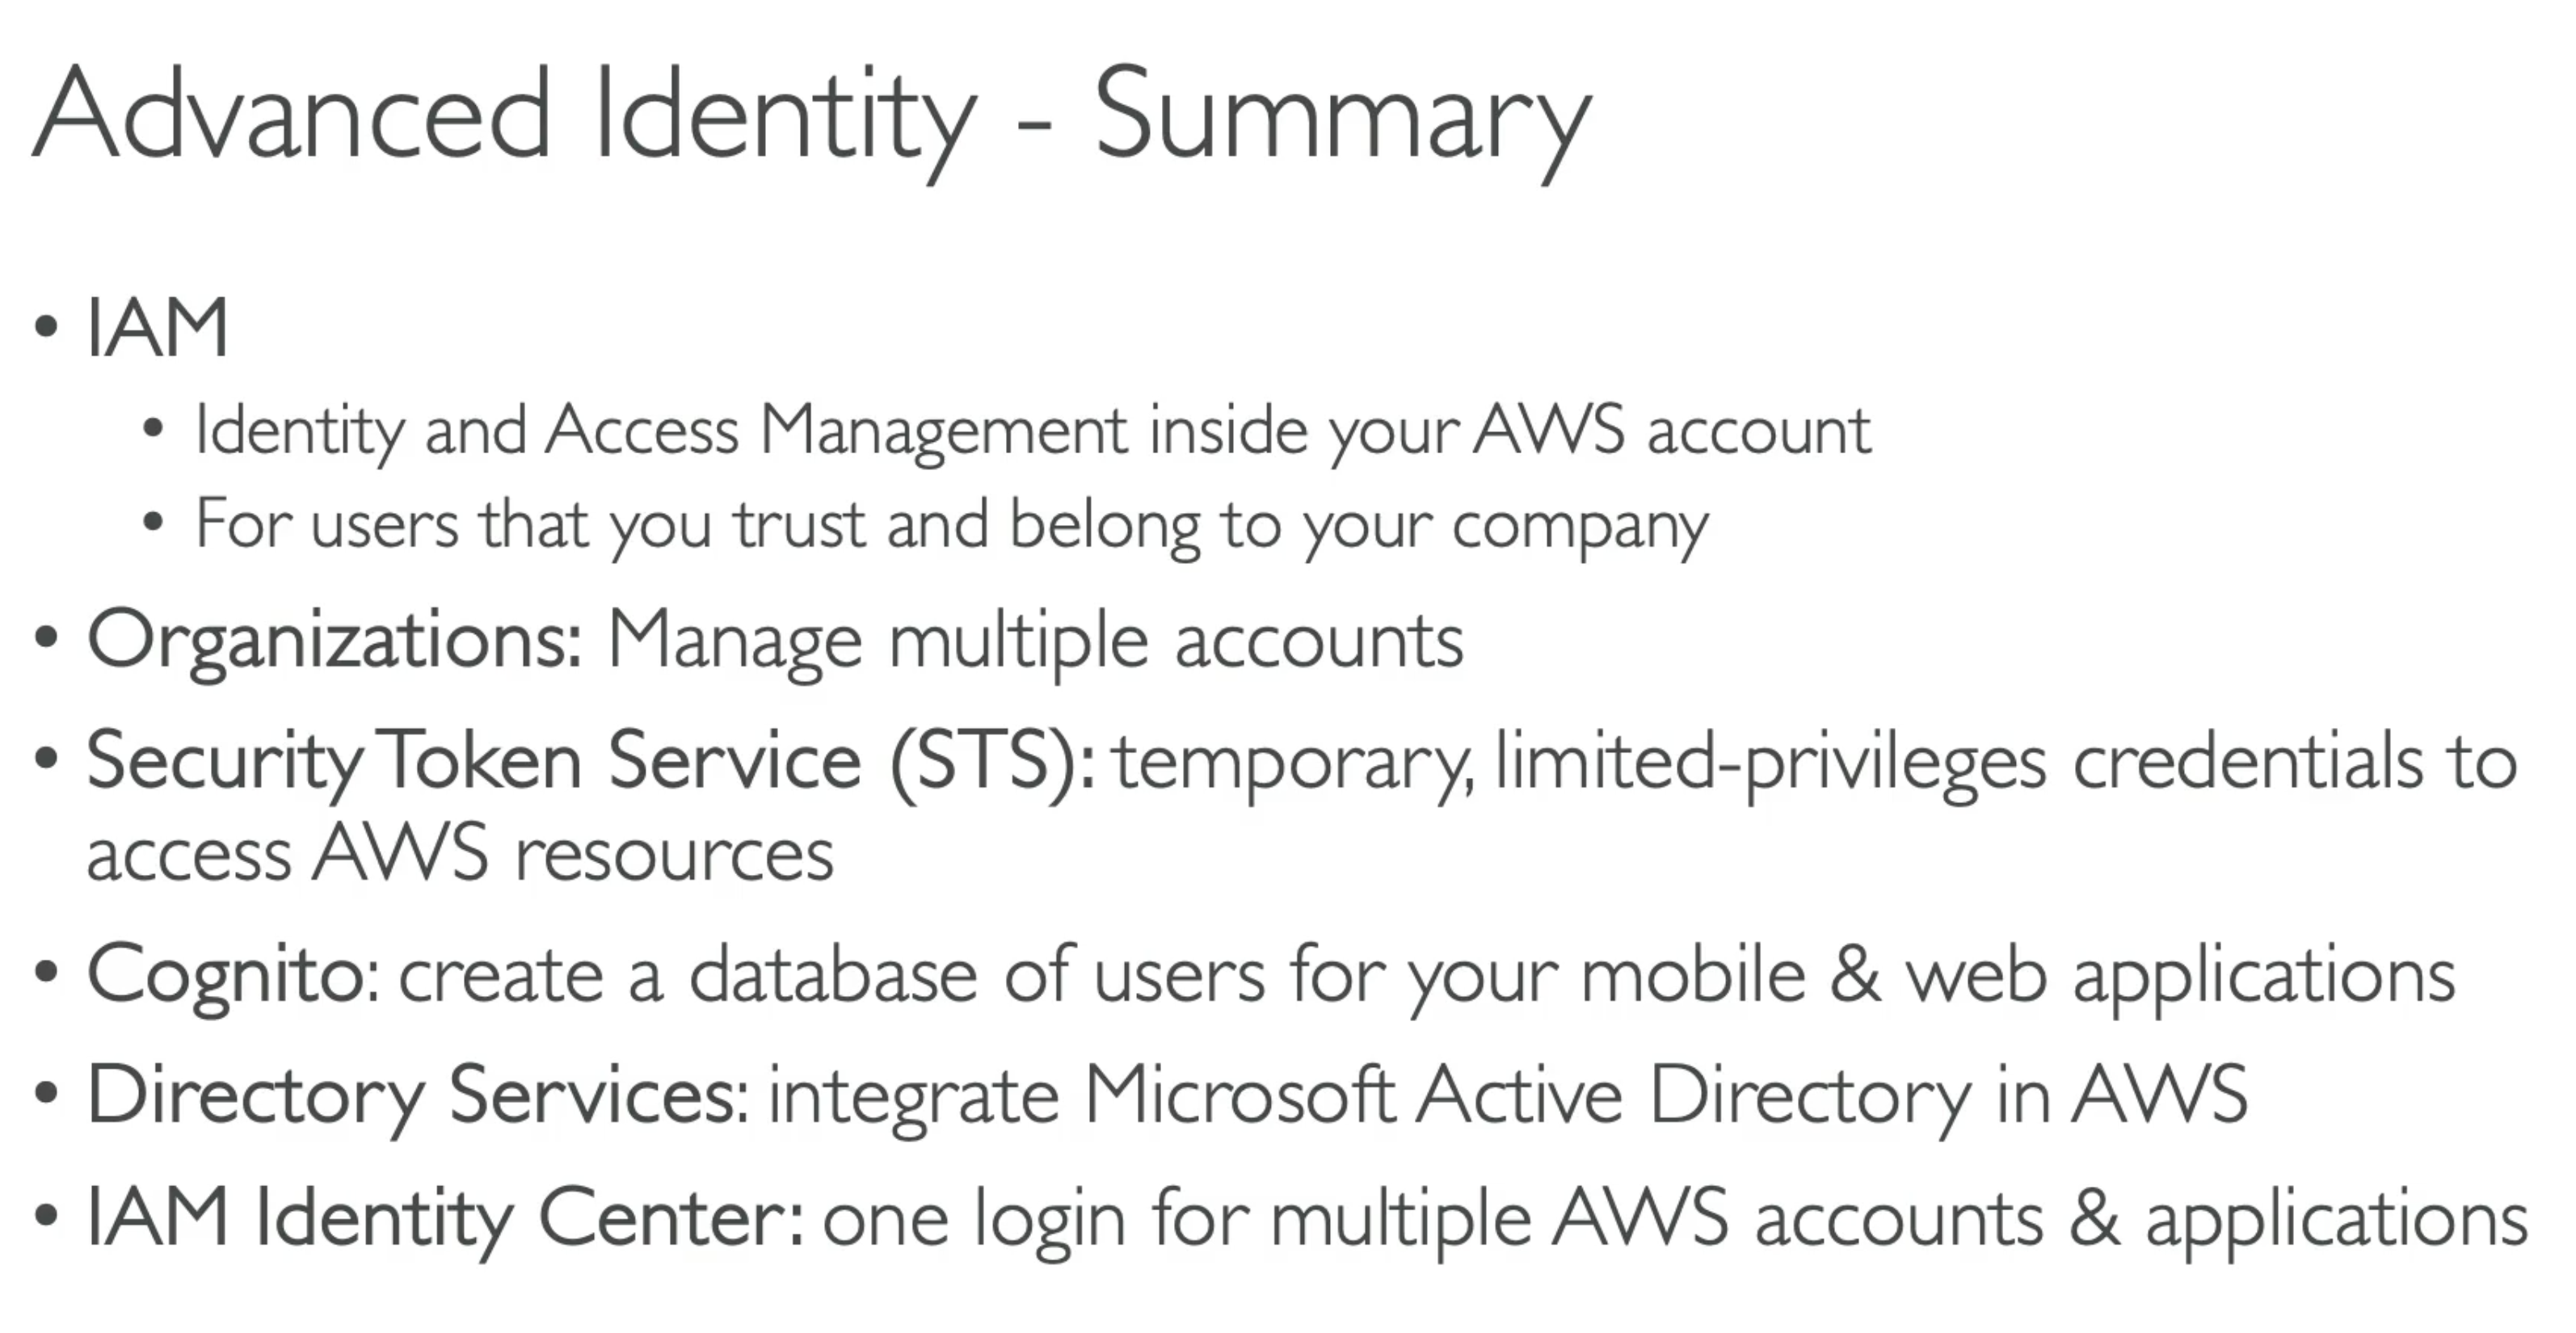 Advanced Identity - Summary
• IAM
• Identity and Access Management inside your AWS account
• For users that you trust and belong to your company
• Organizations: Manage multiple accounts
• Security Token Service (STS): temporary, limited-privileges credentials to
access AWS resources
• Cognito: create a database of users for your mobile & web applications
• Directory Services: integrate Microsoft Active Directory in AWS
• IAM Identity Center: one login for multiple AWS accounts & applications